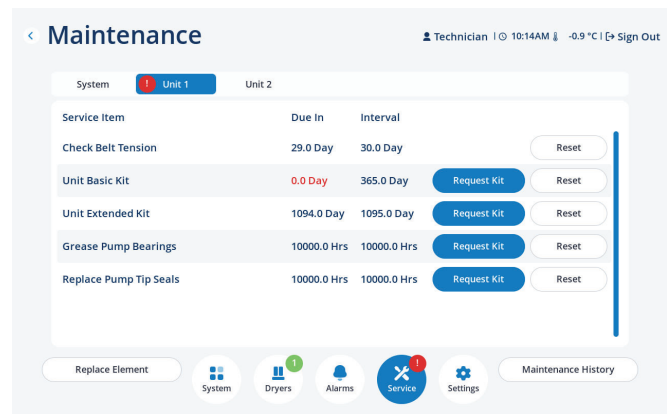 Maintenance
Technician | 10:14AM -0.9 °C | Sign Out
System ! Unit 1 Unit 2
Service Item Due In Interval
Check Belt Tension 29.0 Day 30.0 Day Reset
Unit Basic Kit 0.0 Day 365.0 Day Request Kit Reset
Unit Extended Kit 1094.0 Day 1095.0 Day Request Kit Reset
Grease Pump Bearings 10000.0 Hrs 10000.0 Hrs Request Kit Reset
Replace Pump Tip Seals 10000.0 Hrs 10000.0 Hrs Request Kit Reset
Replace Element 1 ! Maintenance History
System Dryers Alarms Service Settings